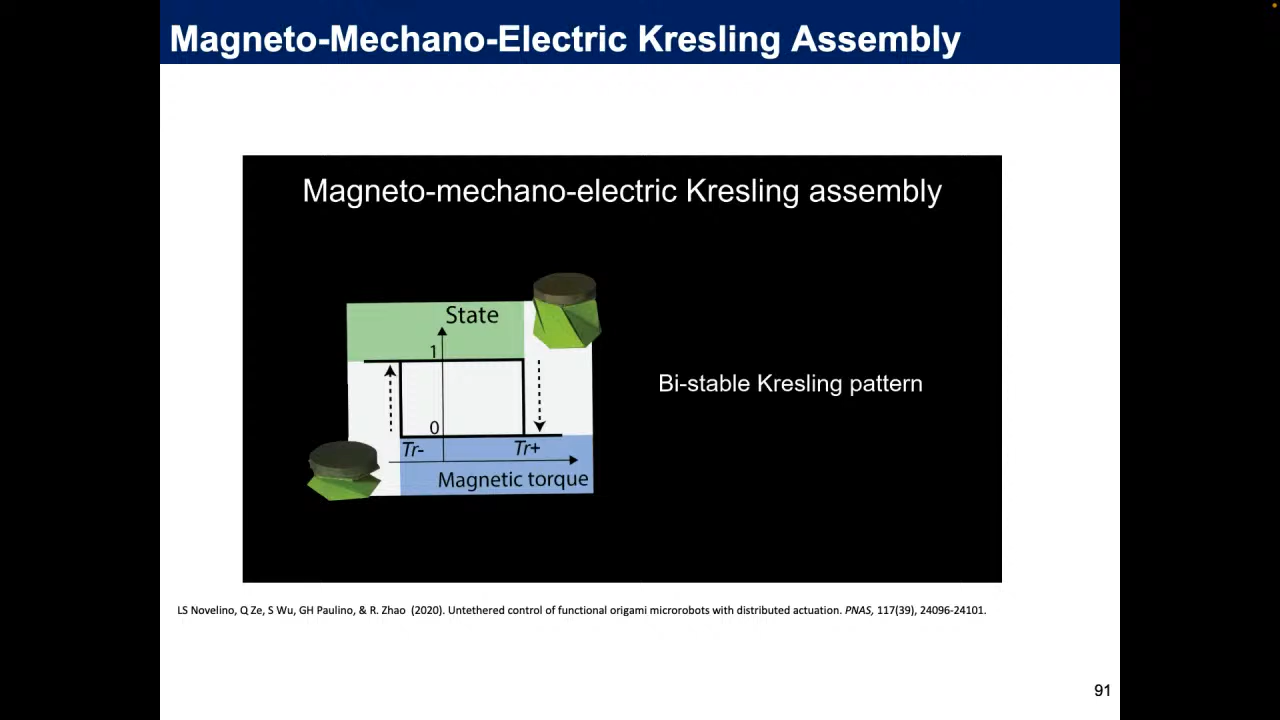 Magneto-Mechano-Electric Kresling Assembly
Magneto-mechano-electric Kresling assembly
State
1
0
Tr-
Tr+
Magnetic torque
Bi-stable Kresling pattern
LS Novelino, Q Ze, S Wu, GH Paulino, & R. Zhao (2020). Untethered control of functional origami microrobots with distributed actuation. PNAS, 117(39), 24096-24101.
91